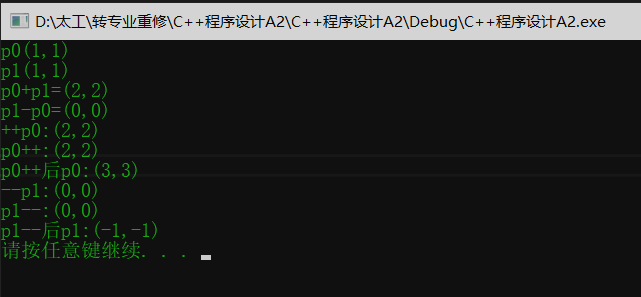 D:\太工\转专业重修\C++程序设计A2\C++程序设计A2\Debug\C++程序设计A2.exe
p0(1,1)
p1(1,1)
p0+p1=(2,2)
p1-p0=(0,0)
++p0:(2,2)
p0++:(2,2)
p0++后p0:(3,3)
--p1:(0,0)
p1--:(0,0)
p1--后p1:(-1,-1)
请按任意键继续. . .